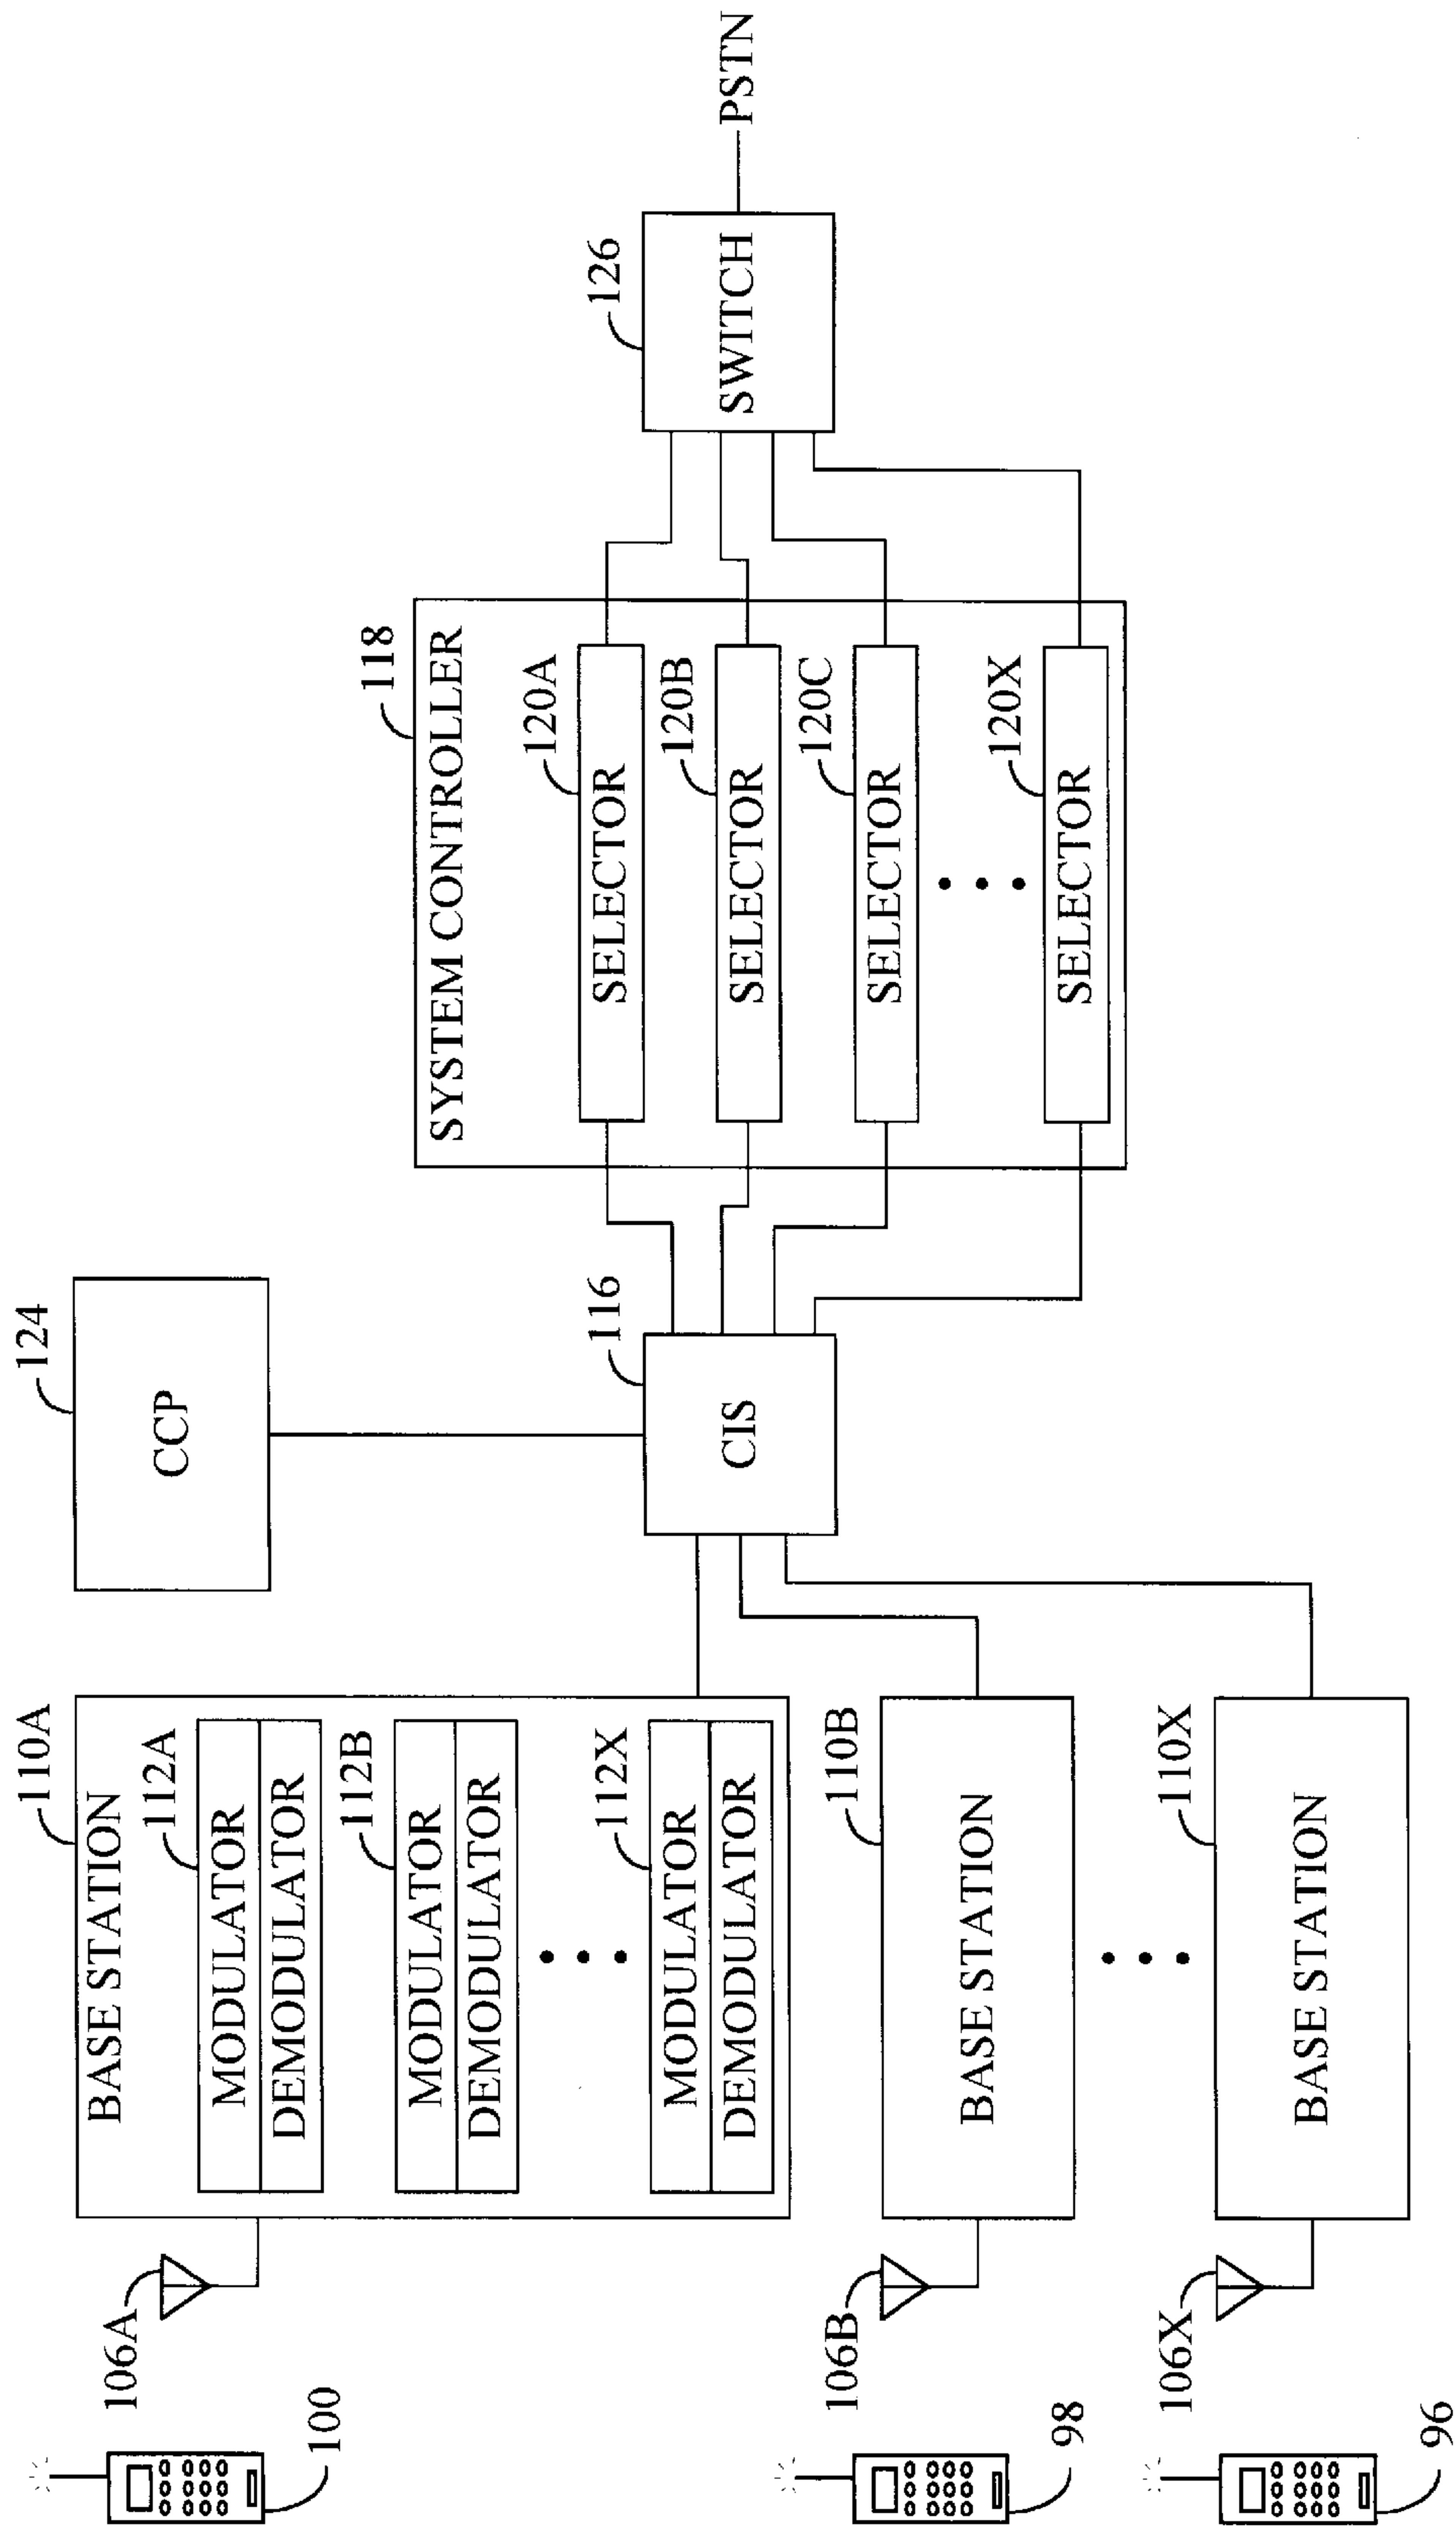 100
98
96
106A
106B
106X
110A
BASE STATION
112A
MODULATOR
DEMODULATOR
112B
MODULATOR
DEMODULATOR
112X
MODULATOR
DEMODULATOR
110B
BASE STATION
110X
BASE STATION
124
CCP
116
CIS
118
SYSTEM CONTROLLER
120A
SELECTOR
120B
SELECTOR
120C
SELECTOR
120X
SELECTOR
126
SWITCH
PSTN